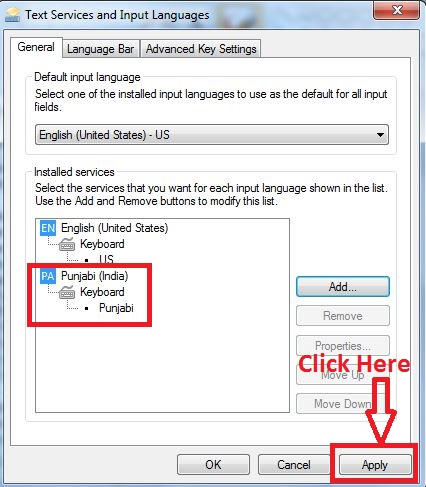 Text Services and Input Languages
General
Language Bar
Advanced Key Settings
Default input language
Select one of the installed input languages to use as the default for all input
fields.
English (United States) - US
Installed services
Select the services that you want for each input language shown in the list.
Use the Add and Remove buttons to modify this list.
EN English (United States)
Keyboard
US
PA Punjabi (India)
Keyboard
Punjabi
Add...
Remove
Properties...
Click Here
Move Up
Move Down
OK
Cancel
Apply